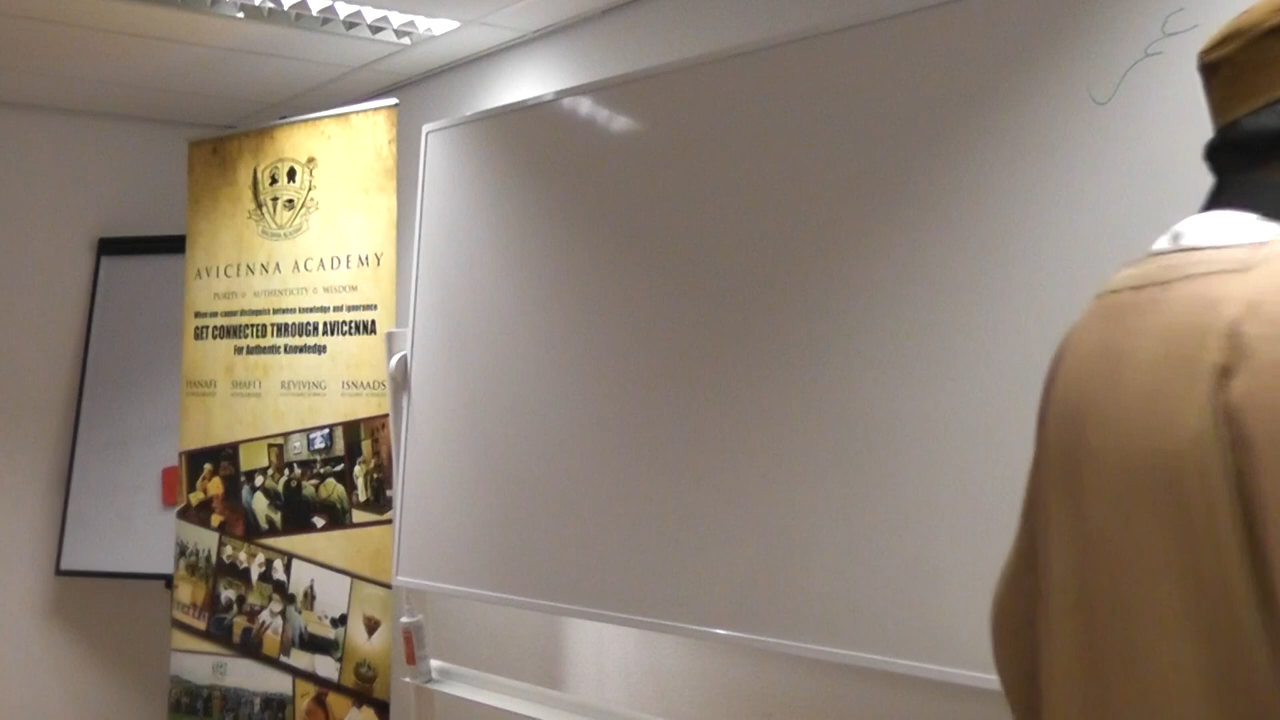 AVICENNA ACADEMY
PURITY & AUTHENTICITY & WISDOM
When one cannot distinguish between knowledge and ignorance
GET CONNECTED THROUGH AVICENNA
For Authentic Knowledge
HANAFI SHAFI'I REVIVING ISNAADS